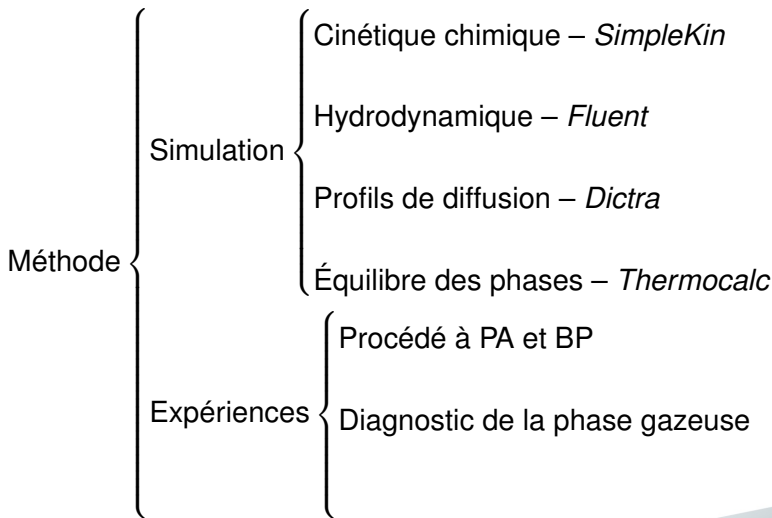 Méthode
Simulation
Cinétique chimique – SimpleKin
Hydrodynamique – Fluent
Profils de diffusion – Dictra
Équilibre des phases – Thermocalc
Expériences
Procédé à PA et BP
Diagnostic de la phase gazeuse